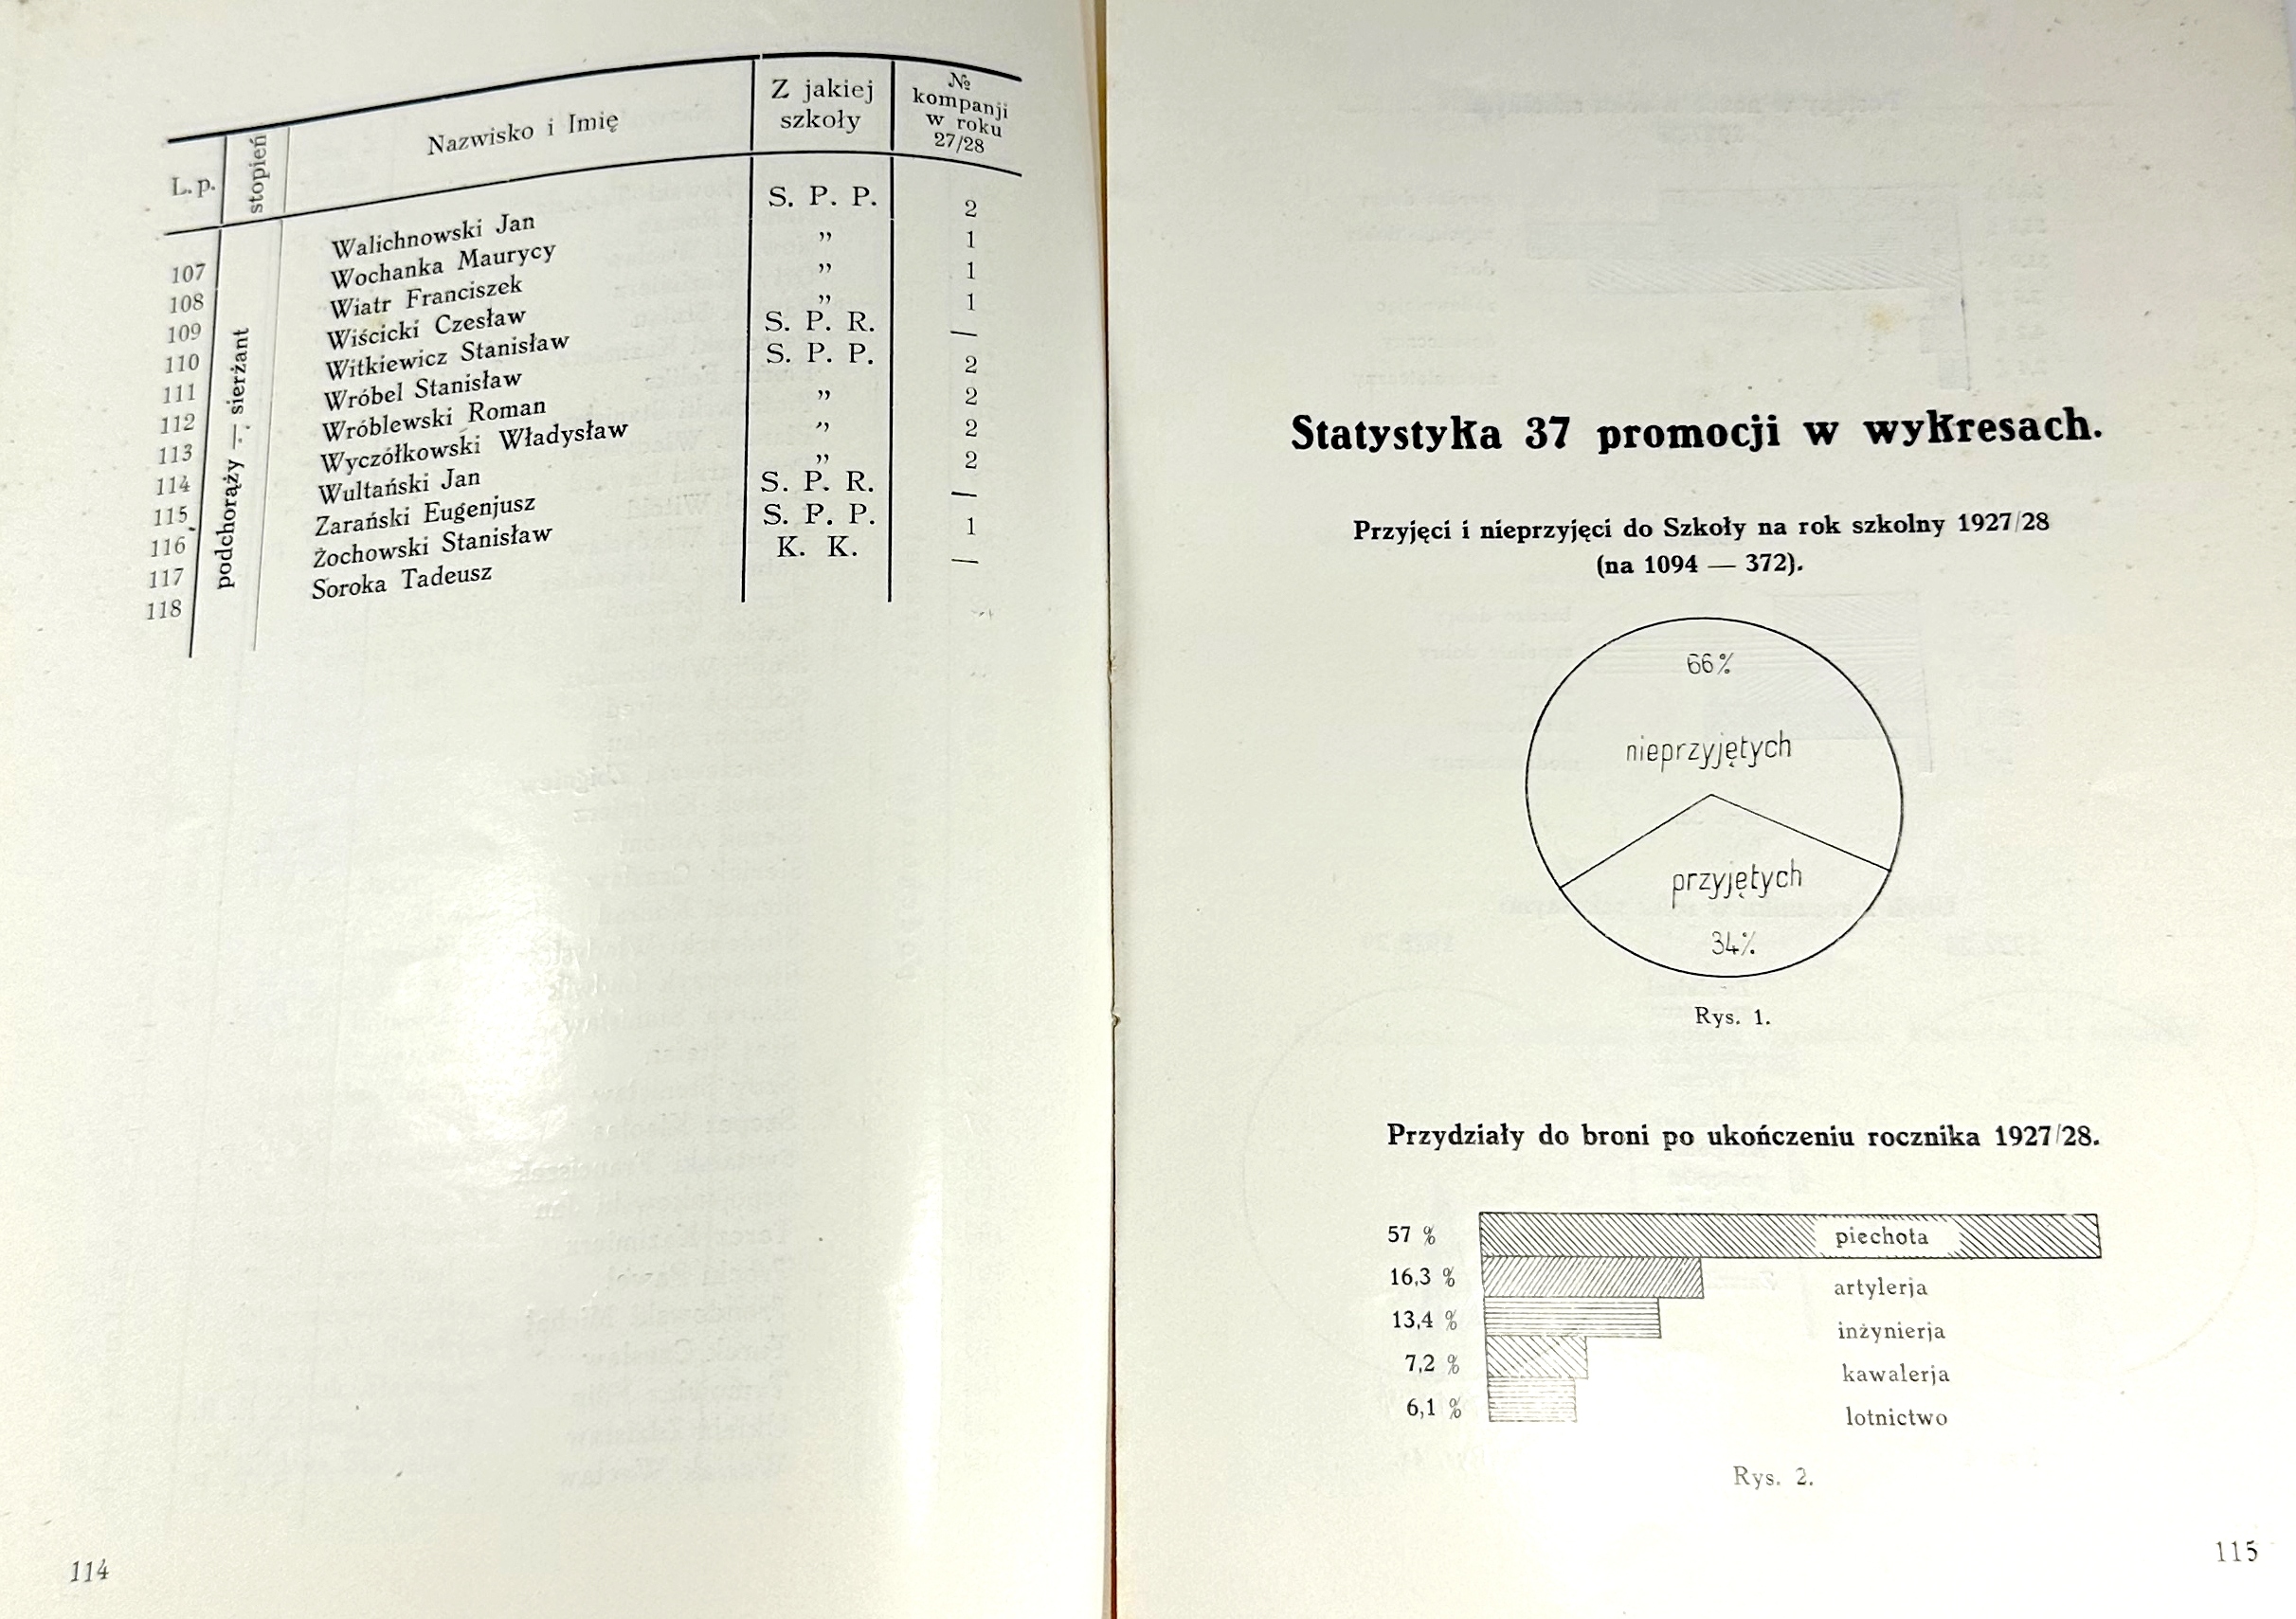 L. p.
stopień
Nazwisko i Imię
Z jakiej
szkoły
№
kompanji
w roku
27/28
podchorąży — sierżant
107 Walichnowski Jan S. P. P. 2
108 Wochanka Maurycy ” 1
109 Wiatr Franciszek ” 1
110 Wiścicki Czesław ” 1
111 Witkiewicz Stanisław S. P. R. —
112 Wróbel Stanisław S. P. P. 2
113 Wróblewski Roman ” 2
114 Wyczółkowski Władysław ” 2
115 Wultański Jan ” 2
116 Zarański Eugenjusz S. P. R. —
117 Żochowski Stanisław S. P. P. 1
118 Soroka Tadeusz K. K. —
114
Statystyka 37 promocji w wykresach.
Przyjęci i nieprzyjęci do Szkoły na rok szkolny 1927/28
(na 1094 — 372).
66%
nieprzyjętych
przyjętych
34%
Rys. 1.
Przydziały do broni po ukończeniu rocznika 1927/28.
57 % piechota
16,3 % artylerja
13,4 % inżynierja
7,2 % kawalerja
6,1 % lotnictwo
Rys. 2.
115